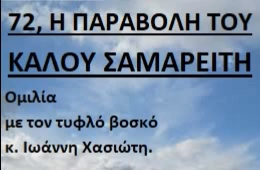 72, Η ΠΑΡΑΒΟΛΗ ΤΟΥ
ΚΑΛΟΥ ΣΑΜΑΡΕΙΤΗ
Ομιλία
με τον τυφλό βοσκό
κ. Ιωάννη Χασιώτη.